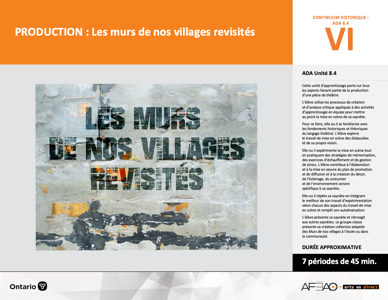 PRODUCTION : Les murs de nos villages revisités
CONTINUUM HISTORIQUE :
ADA 8.4
VI
LES MURS
DE NOS VILLAGES
REVISITÉS
ADA Unité 8.4
Cette unité d'apprentissage porte sur tous
les aspects faisant partie de la production
d'une pièce de théâtre.
L'élève utilise les processus de création
et d'analyse critique appliqués à des activités
d'apprentissage en équipe pour mettre
au point la mise en scène de sa saynète.
Pour ce faire, elle ou il se familiarise avec
les fondements historiques et théoriques
du langage théâtral. L'élève explore
le travail de mise en scène des didascalies
et de sa propre vision.
Elle ou il expérimente la mise en scène tout
en pratiquant des stratégies de mémorisation,
des exercices d'échauffement et de gestion
de stress. L'élève contribue à l'élaboration
et à la mise en œuvre du plan de promotion
et de diffusion et à la création du décor,
de l'éclairage, du costumier
et de l'environnement sonore
spécifique à sa saynète.
Elle ou il répète sa saynète en intégrant
le meilleur de son travail d'expérimentation
selon chacun des aspects du travail de mise
en scène et remplit son autoévaluation.
L'élève présente sa saynète et rétroagit
aux autres saynètes. Le groupe-classe
présente sa création collective adaptée
des Murs de nos villages à l'école ou dans
la communauté.
DURÉE APPROXIMATIVE
7 périodes de 45 min.
Ontario
AFÉAO
arts en direct